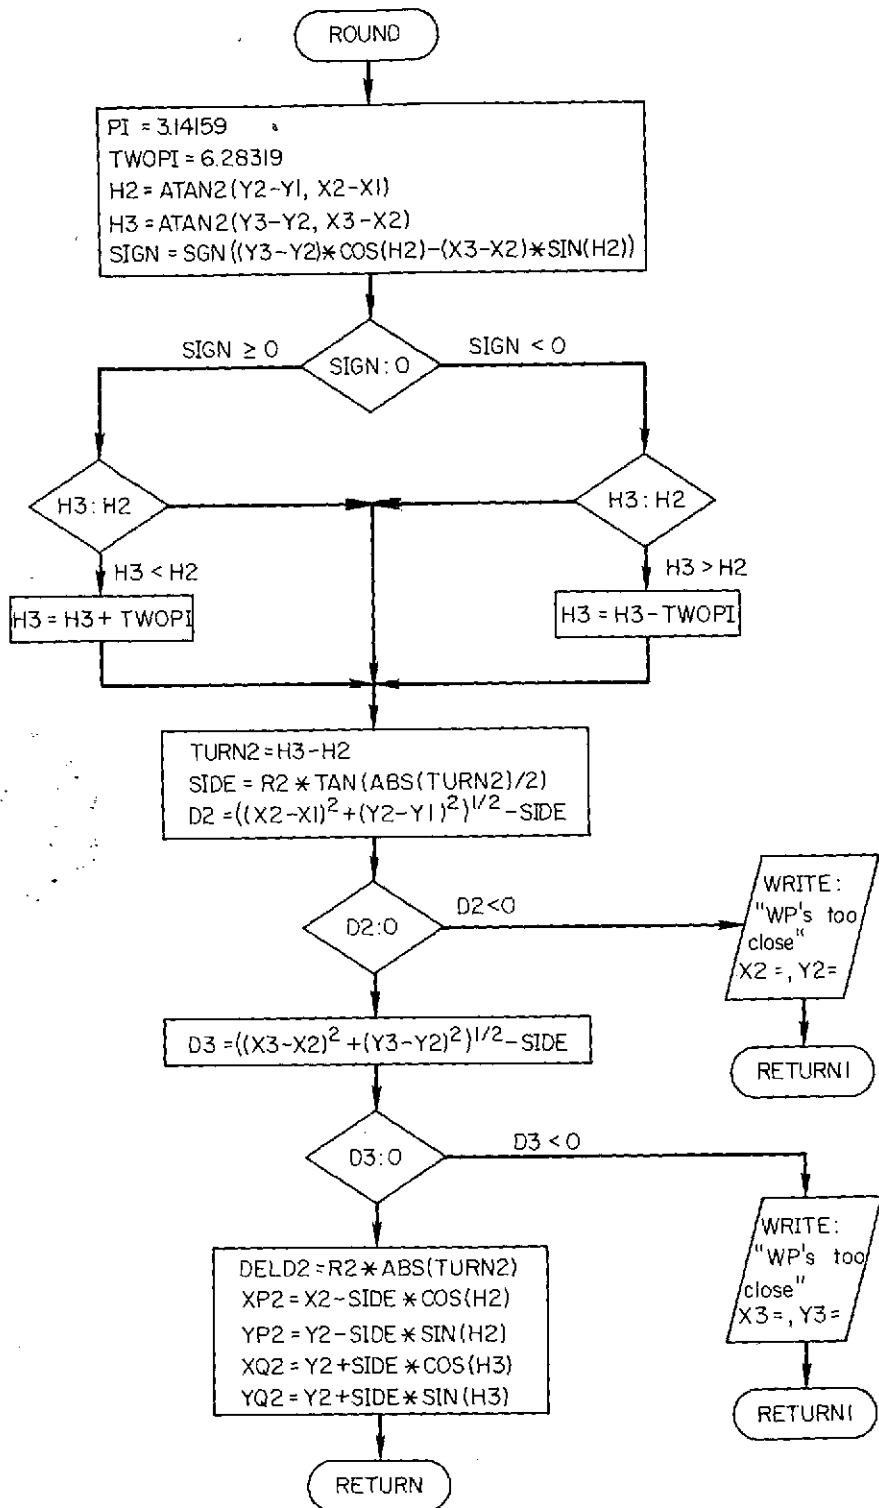 ROUND
PI = 3.14159
TWOPI = 6.28319
H2 = ATAN2(Y2-Y1, X2-X1)
H3 = ATAN2(Y3-Y2, X3-X2)
SIGN = SGN((Y3-Y2)*COS(H2)-(X3-X2)*SIN(H2))
SIGN ≥ 0
SIGN < 0
SIGN : 0
H3 : H2
H3 : H2
H3 < H2
H3 > H2
H3 = H3 + TWOPI
H3 = H3 - TWOPI
TURN2 = H3-H2
SIDE = R2 * TAN(ABS(TURN2)/2)
D2 = ((X2-X1)² + (Y2-Y1)²)^1/2 - SIDE
D2 : 0
D2<0
WRITE:
"WP's too
close"
X2 =, Y2=
D3 = ((X3-X2)² + (Y3-Y2)²)^1/2 - SIDE
RETURN1
D3 : 0
D3 < 0
WRITE:
"WP's too
close"
X3 =, Y3=
DELD2 = R2 * ABS(TURN2)
XP2 = X2-SIDE * COS(H2)
YP2 = Y2-SIDE * SIN(H2)
XQ2 = Y2+SIDE * COS(H3)
YQ2 = Y2+SIDE * SIN(H3)
RETURN1
RETURN